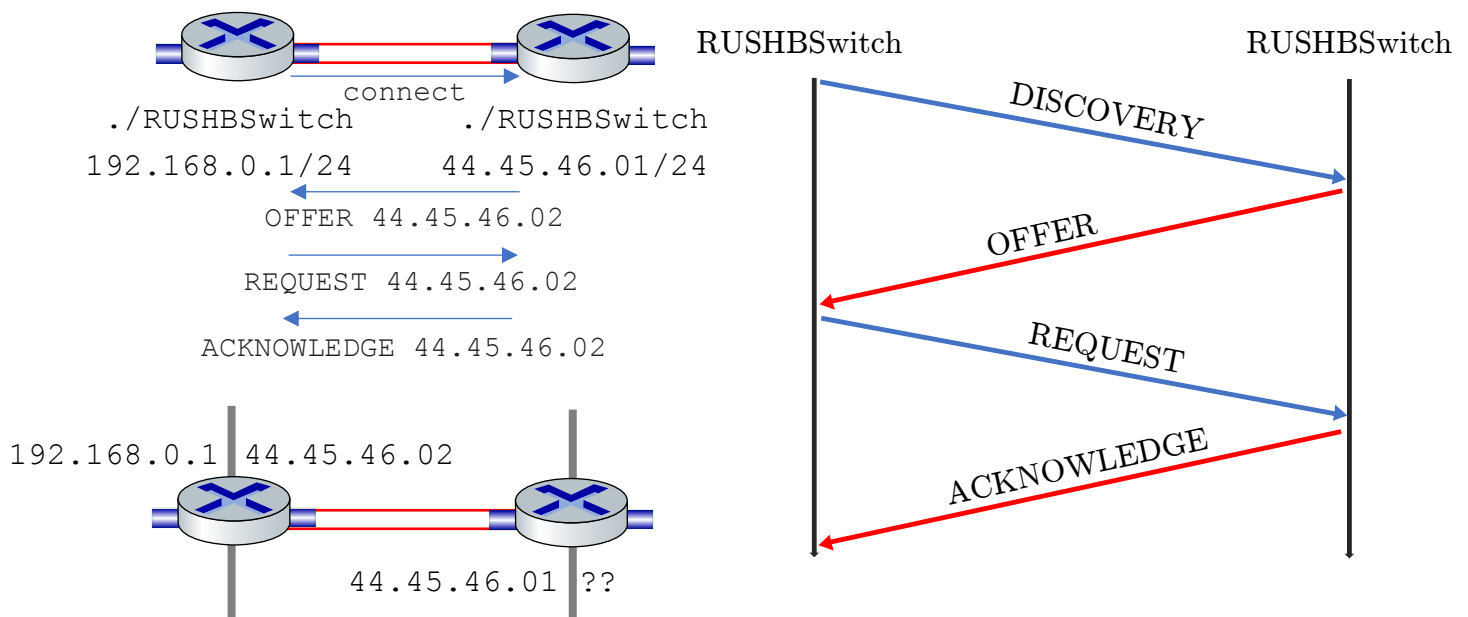 connect
./RUSHBSwitch ./RUSHBSwitch
192.168.0.1/24 44.45.46.01/24
OFFER 44.45.46.02
REQUEST 44.45.46.02
ACKNOWLEDGE 44.45.46.02
192.168.0.1 44.45.46.02
44.45.46.01 ??
RUSHBSwitch RUSHBSwitch
DISCOVERY
OFFER
REQUEST
ACKNOWLEDGE